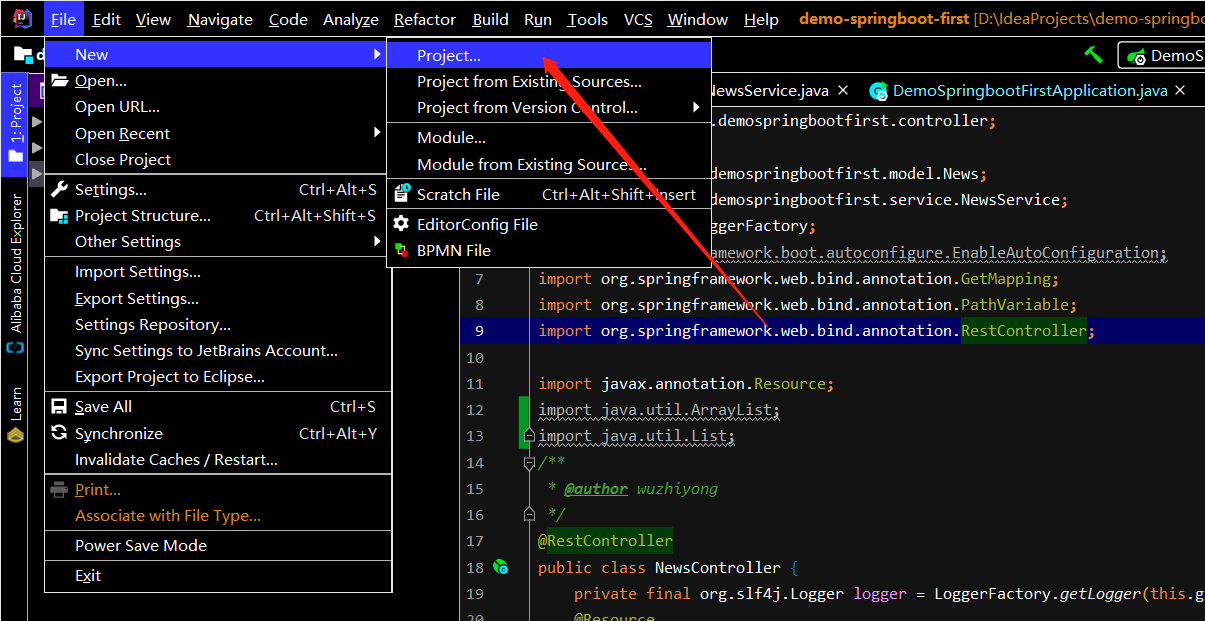 File Edit View Navigate Code Analyze Refactor Build Run Tools VCS Window Help demo-springboot-first [D:\IdeaProjects\demo-springbo
d
DemoS
New
Open...
Open URL...
Open Recent
Close Project
Settings... Ctrl+Alt+S
Project Structure... Ctrl+Alt+Shift+S
Other Settings
Import Settings...
Export Settings...
Settings Repository...
Sync Settings to JetBrains Account...
Export Project to Eclipse...
Save All Ctrl+S
Synchronize Ctrl+Alt+Y
Invalidate Caches / Restart...
Print...
Associate with File Type...
Power Save Mode
Exit
Project...
Project from Existing Sources...
Project from Version Control...
Module...
Module from Existing Sources...
Scratch File Ctrl+Alt+Shift+Insert
EditorConfig File
BPMN File
1: Project
Alibaba Cloud Explorer
Learn
NewsService.java × DemoSpringbootFirstApplication.java ×
.demospringbootfirst.controller;
demospringbootfirst.model.News;
demospringbootfirst.service.NewsService;
ggerFactory;
amework.boot.autoconfigure.EnableAutoConfiguration;
7 import org.springframework.web.bind.annotation.GetMapping;
8 import org.springframework.web.bind.annotation.PathVariable;
9 import org.springframework.web.bind.annotation.RestController;
10
11 import javax.annotation.Resource;
12 import java.util.ArrayList;
13 import java.util.List;
14 /**
15 * @author wuzhiyong
16 */
17 @RestController
18 public class NewsController {
19 private final org.slf4j.Logger logger = LoggerFactory.getLogger(this.g
20 @Resource